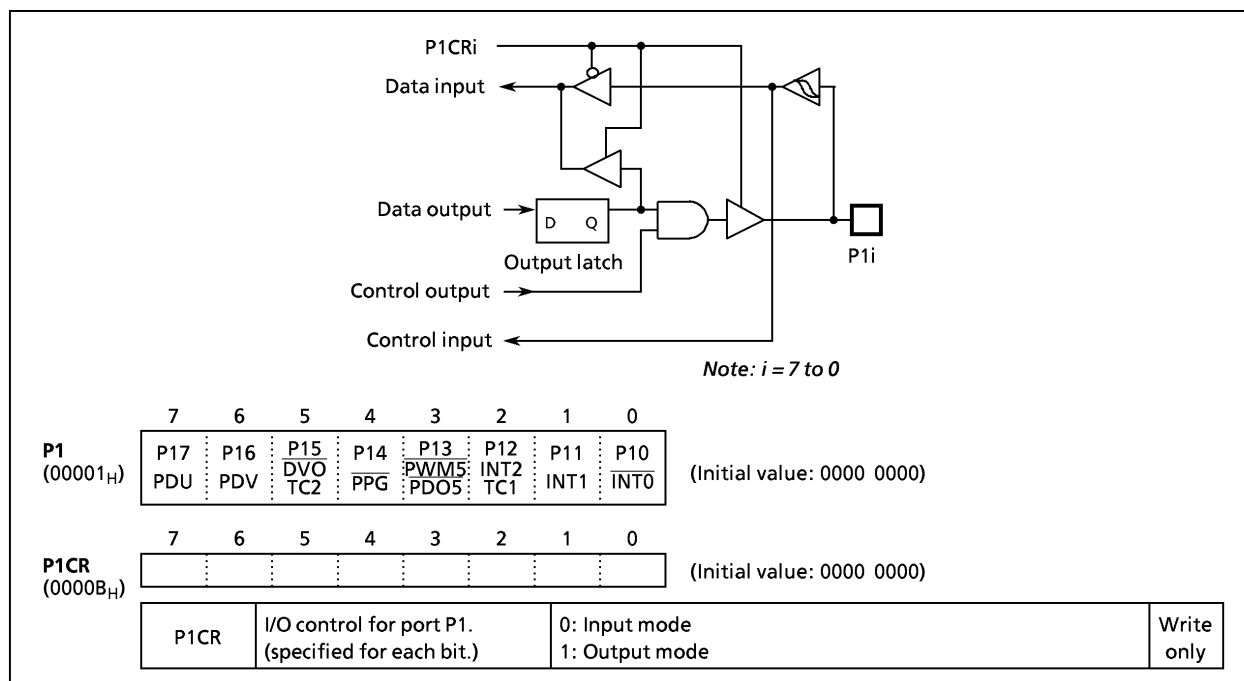 P1CRi
Data input
Data output
D Q
Output latch
P1i
Control output
Control input
Note: i = 7 to 0
7 6 5 4 3 2 1 0
P1
(00001H)
P17 P16 P15 P14 P13 P12 P11 P10
PDU PDV DVO PPG PWM5 INT2 INT1 INT0
TC2 PDO5 TC1
(Initial value: 0000 0000)
7 6 5 4 3 2 1 0
P1CR
(0000BH)
(Initial value: 0000 0000)
P1CR
I/O control for port P1.
(specified for each bit.)
0: Input mode
1: Output mode
Write
only